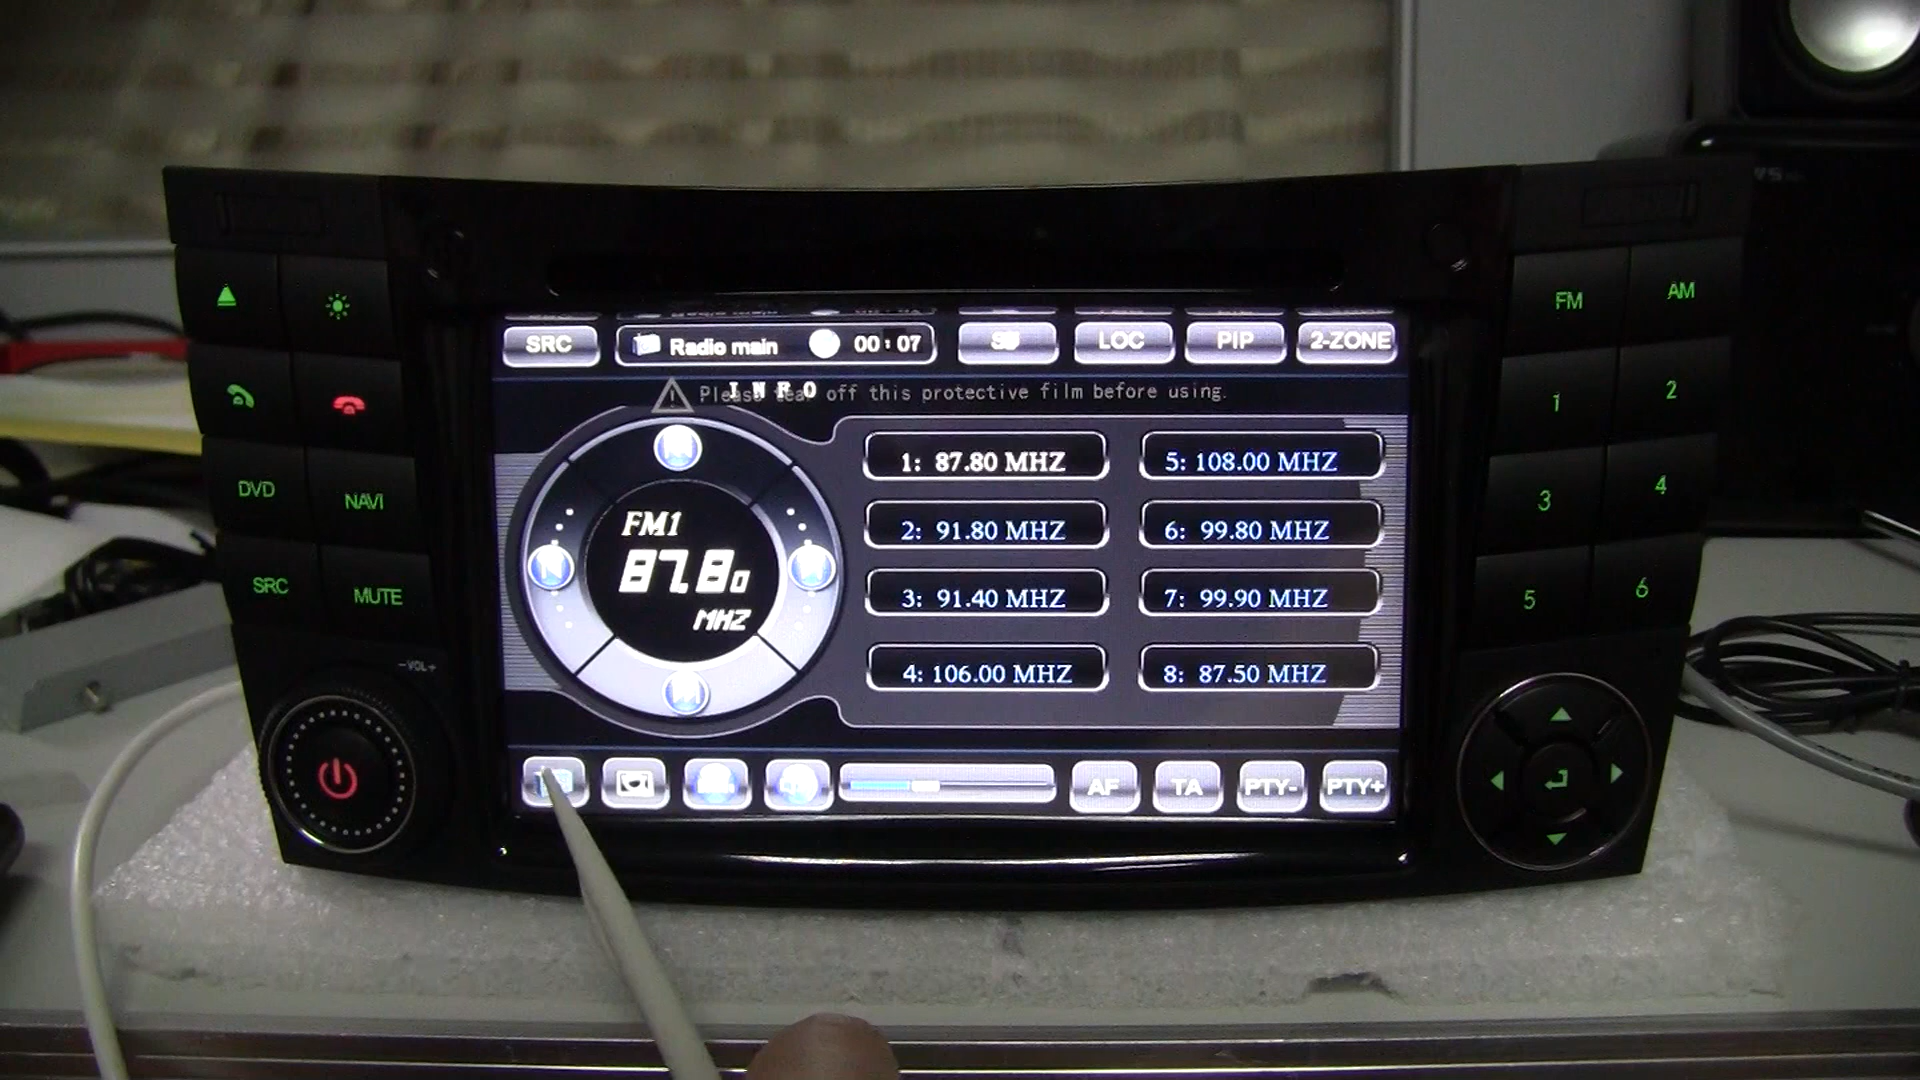 SRC
Radio main
00:07
LOC
PIP
2-ZONE
INRO
Please tear off this protective film before using.
FM1
87.80
MHZ
1: 87.80 MHZ
2: 91.80 MHZ
3: 91.40 MHZ
4: 106.00 MHZ
5: 108.00 MHZ
6: 99.80 MHZ
7: 99.90 MHZ
8: 87.50 MHZ
AF
TA
PTY-
PTY+
DVD
NAVI
SRC
MUTE
-VOL+
FM
AM
1
2
3
4
5
6